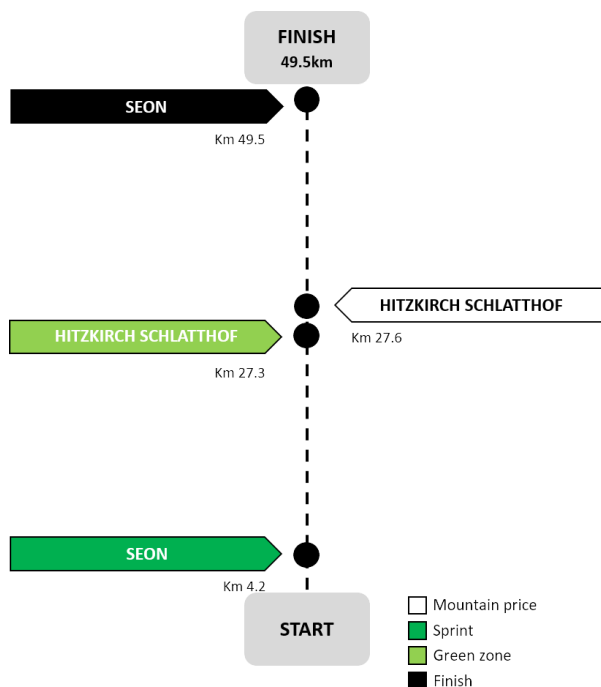 FINISH
49.5km
SEON
Km 49.5
HITZKIRCH SCHLATTHOF
Km 27.6
HITZKIRCH SCHLATTHOF
Km 27.3
SEON
Km 4.2
START
Mountain price
Sprint
Green zone
Finish